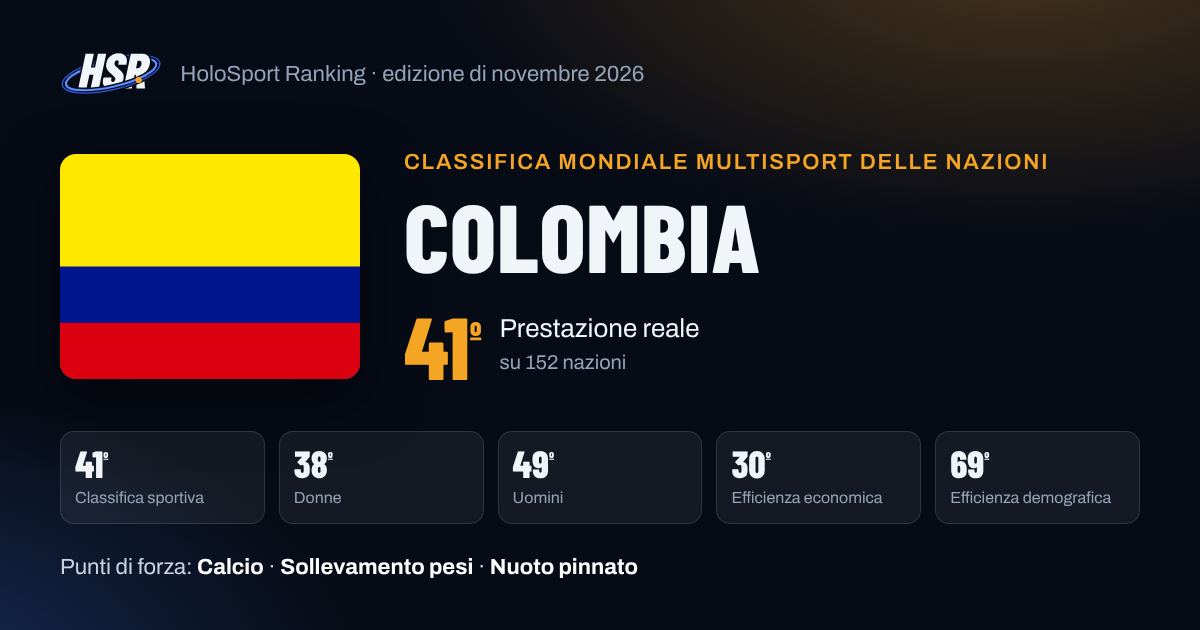 HSR
HoloSport Ranking · edizione di novembre 2026
CLASSIFICA MONDIALE MULTISPORT DELLE NAZIONI
COLOMBIA
41º
Prestazione reale
su 152 nazioni
41º
Classifica sportiva
38º
Donne
49º
Uomini
30º
Efficienza economica
69º
Efficienza demografica
Punti di forza: Calcio · Sollevamento pesi · Nuoto pinnato